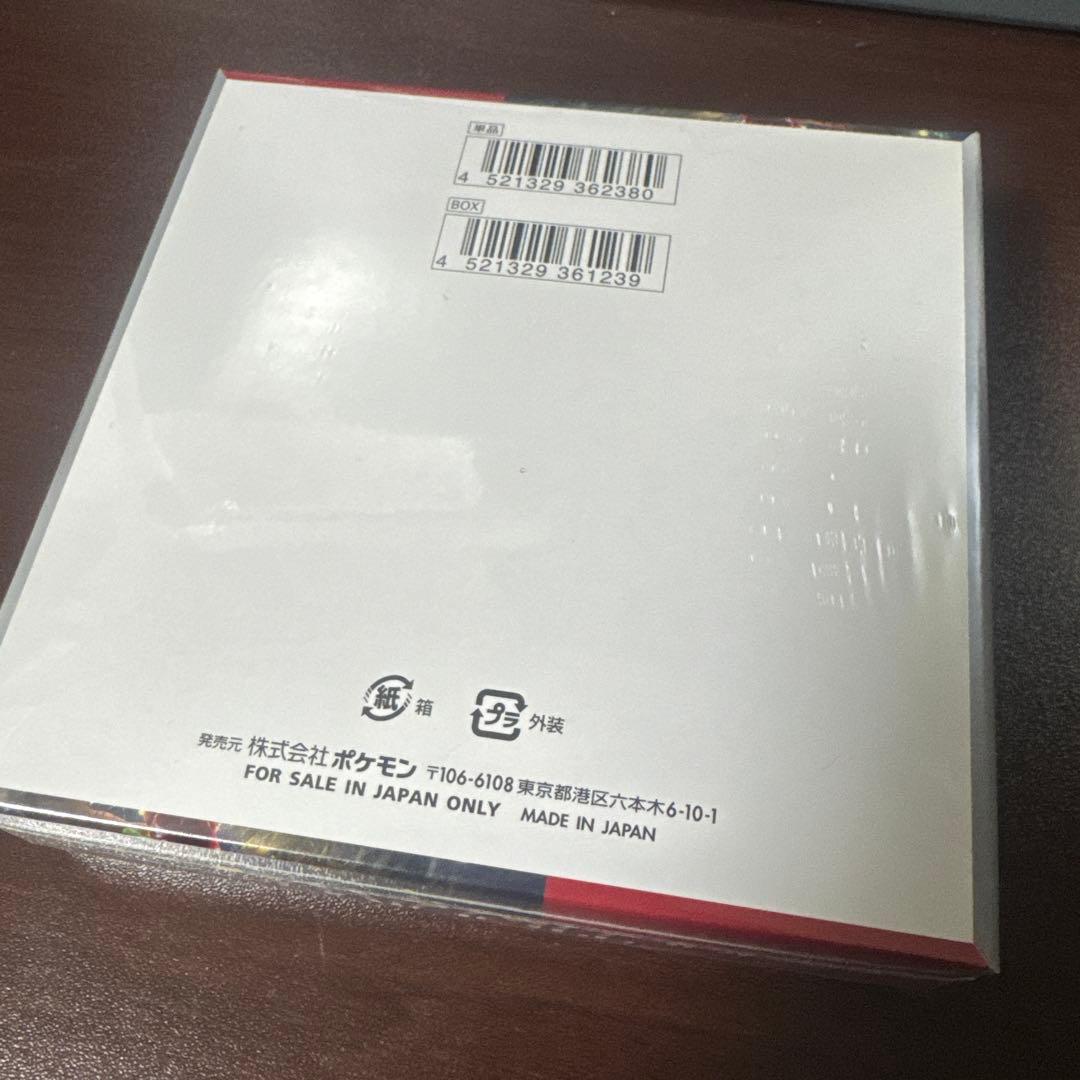 単品
4 521329 362380
BOX
4 521329 361239
紙 箱 プラ 外装
発売元 株式会社 ポケモン 〒106-6108 東京都港区六本木6-10-1
FOR SALE IN JAPAN ONLY MADE IN JAPAN